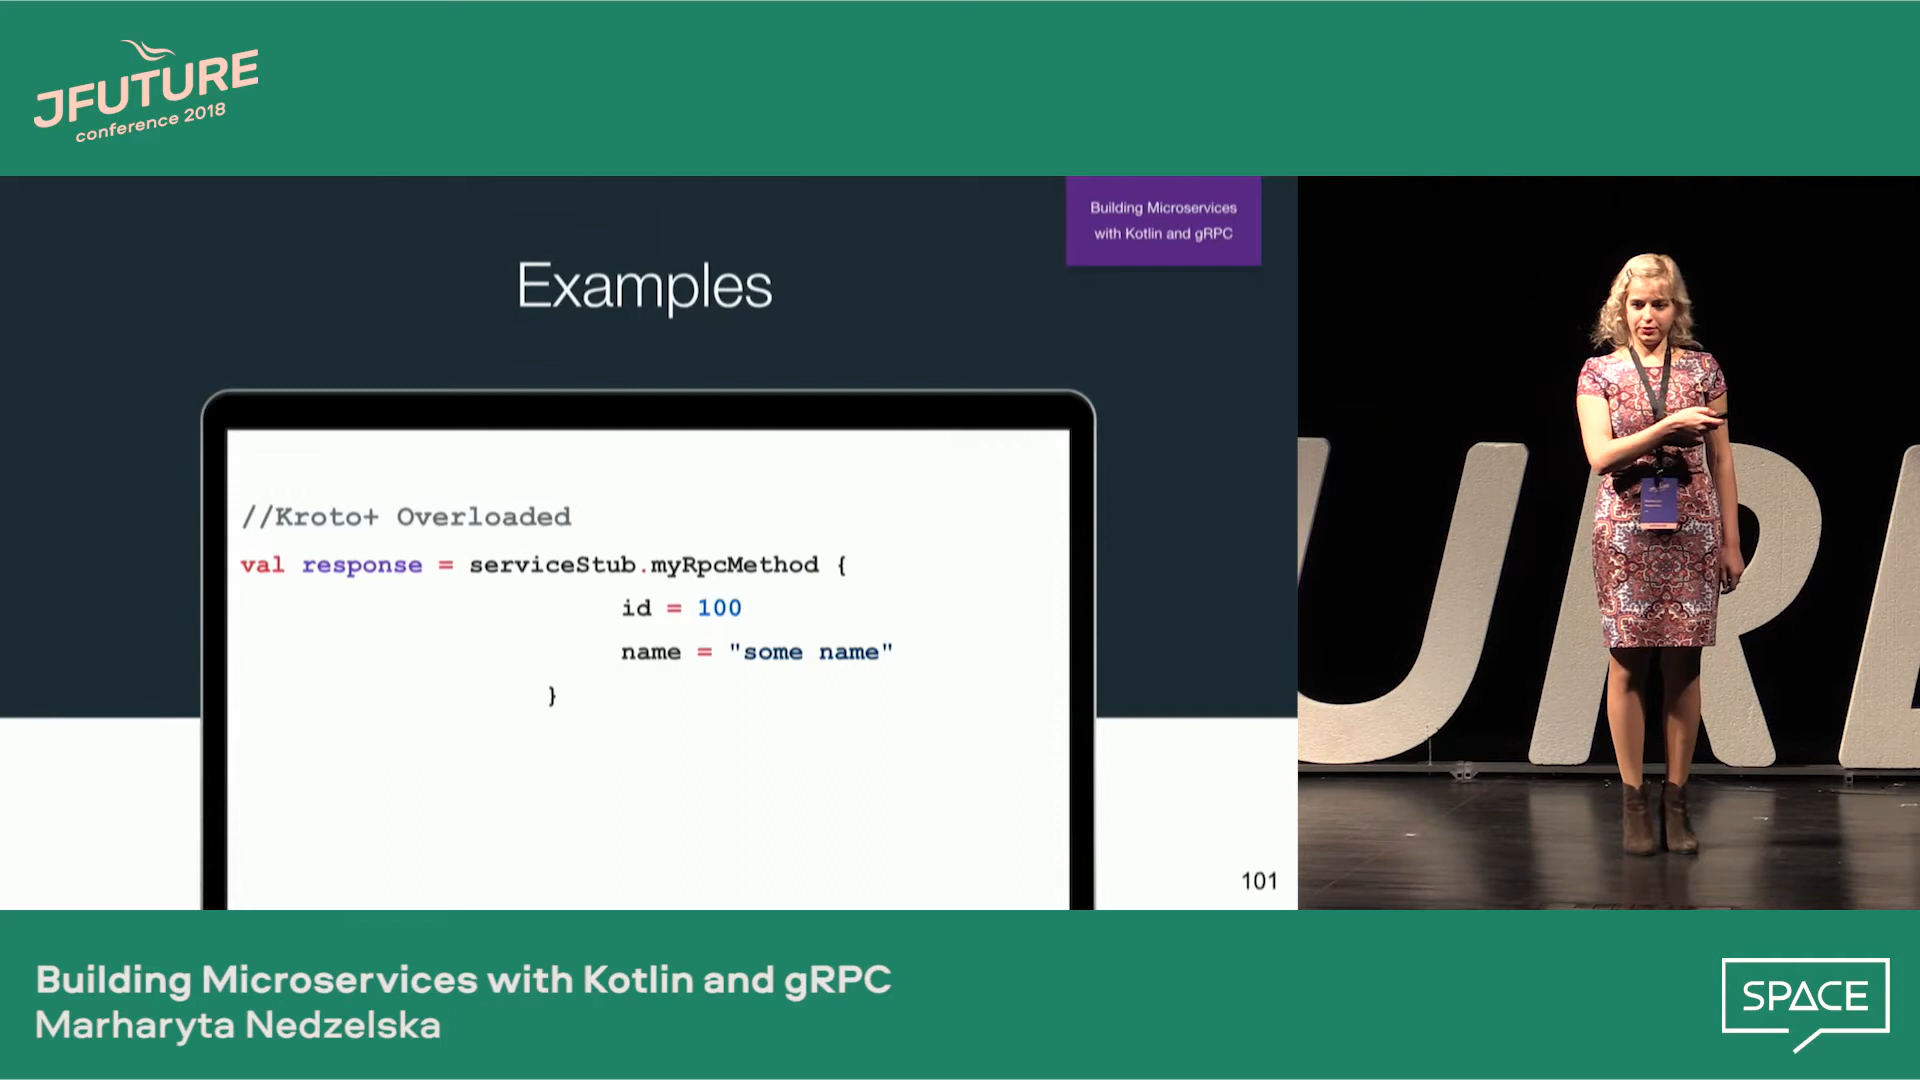 JFUTURE
conference 2018
Building Microservices
with Kotlin and gRPC
Examples
//Kroto+ Overloaded
val response = serviceStub.myRpcMethod {
id = 100
name = "some name"
}
101
Building Microservices with Kotlin and gRPC
Marharyta Nedzelska
SPACE